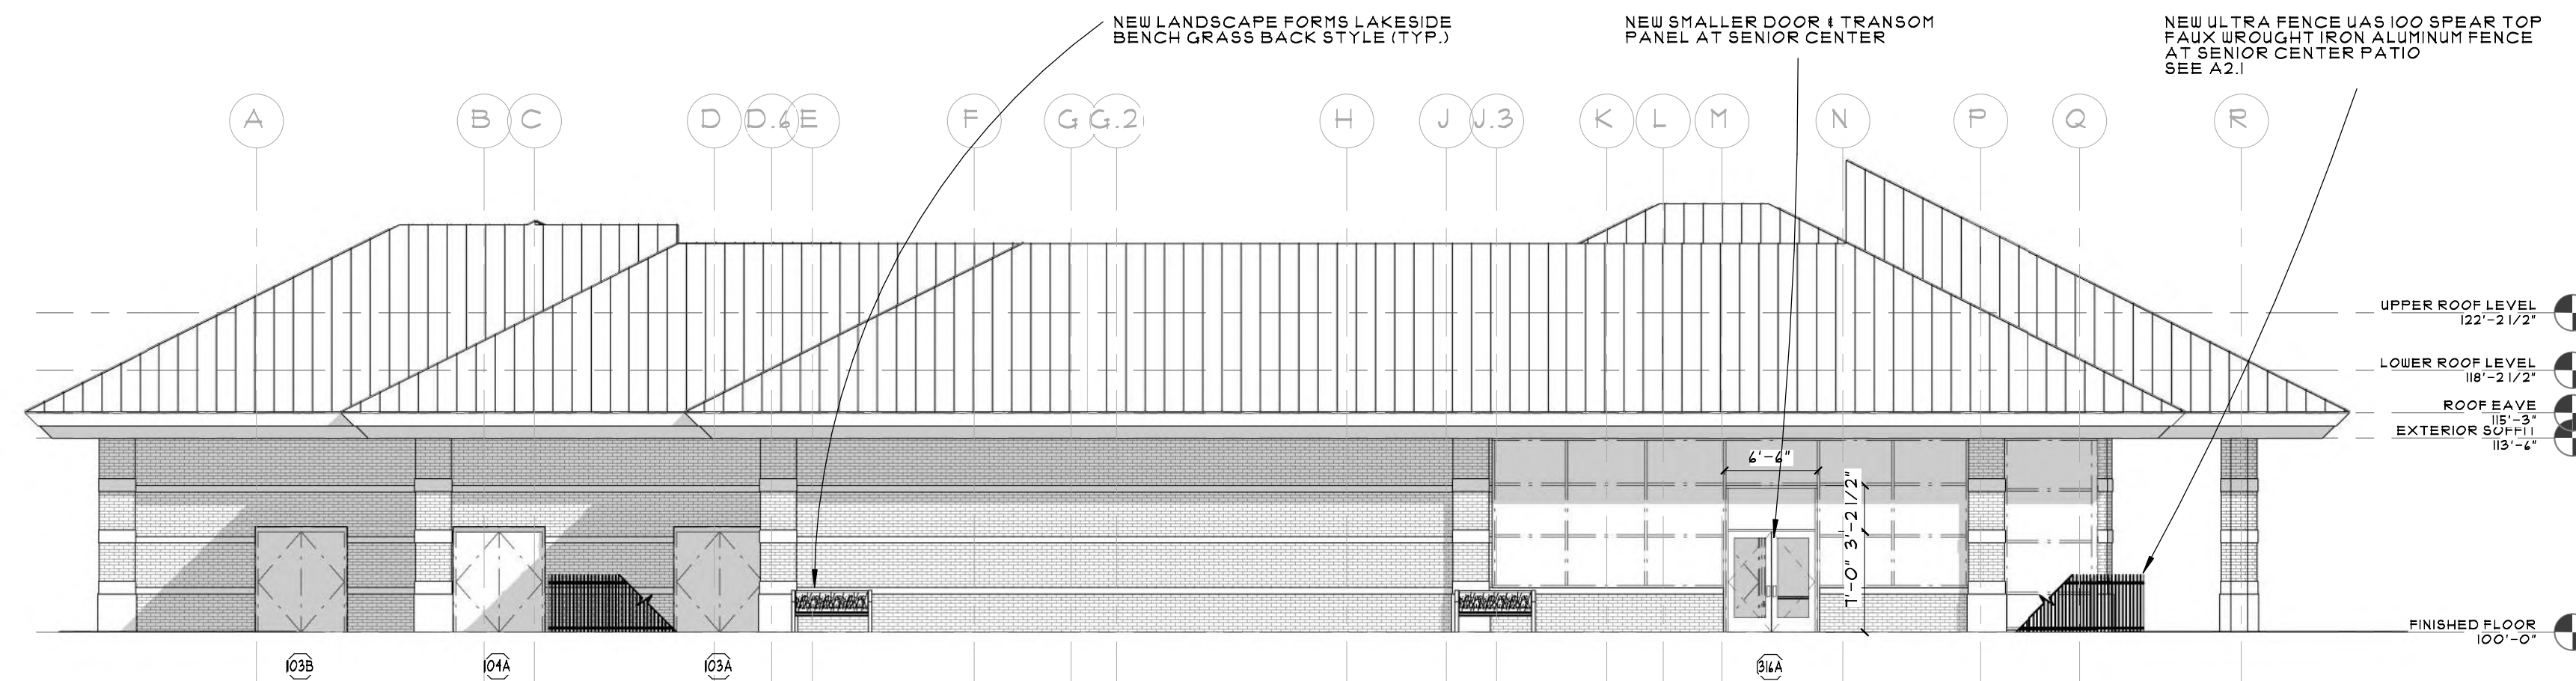 NEW LANDSCAPE FORMS LAKESIDE
BENCH GRASS BACK STYLE (TYP.)
NEW SMALLER DOOR & TRANSOM
PANEL AT SENIOR CENTER
NEW ULTRA FENCE UAS 100 SPEAR TOP
FAUX WROUGHT IRON ALUMINUM FENCE
AT SENIOR CENTER PATIO
SEE A2.1
A B C D D.6 E F G G.2 H J J.3 K L M N P Q R
UPPER ROOF LEVEL
122'-2 1/2"
LOWER ROOF LEVEL
118'-2 1/2"
ROOF EAVE
115'-3"
EXTERIOR SOFFIT
113'-6"
6'-6"
3'-2 1/2"
7'-0"
FINISHED FLOOR
100'-0"
103B 104A 103A 316A